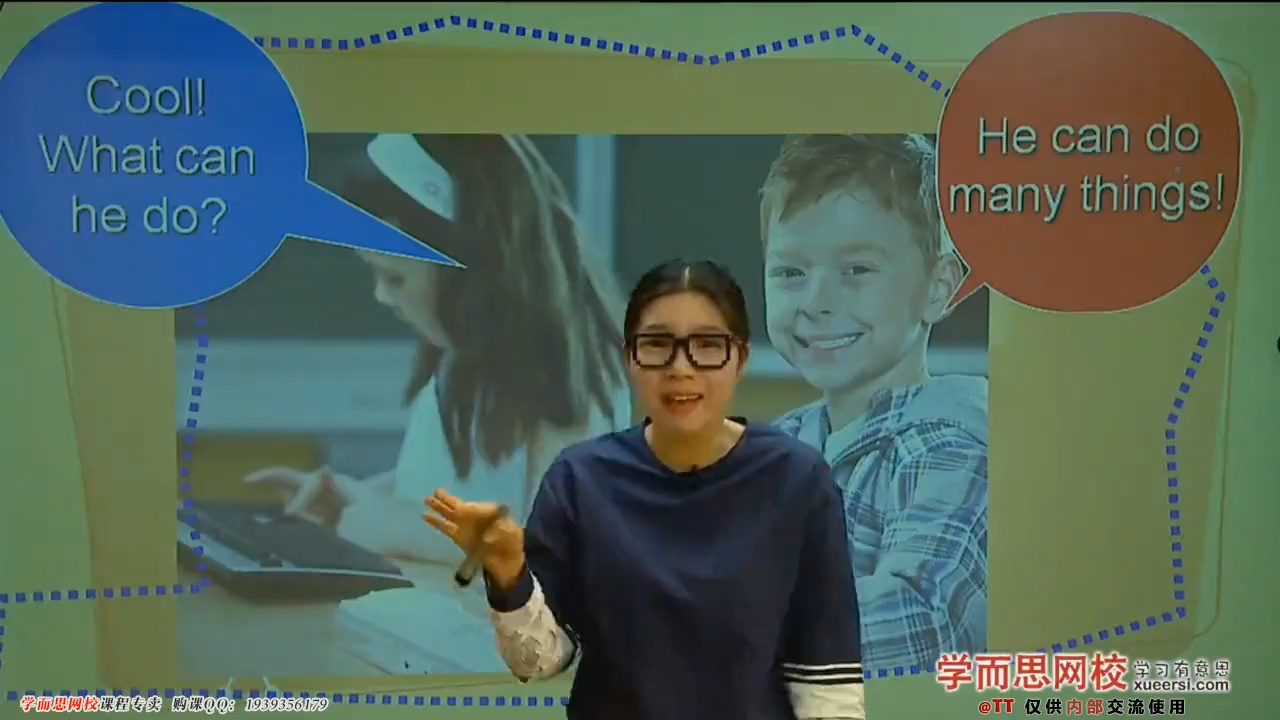 Cool!
What can
he do?
He can do
many things!
学而思网校 学习有意思
xueersi.com
学而思网校课程专卖 购课QQ：1939356179
@TT 仅供内部交流使用